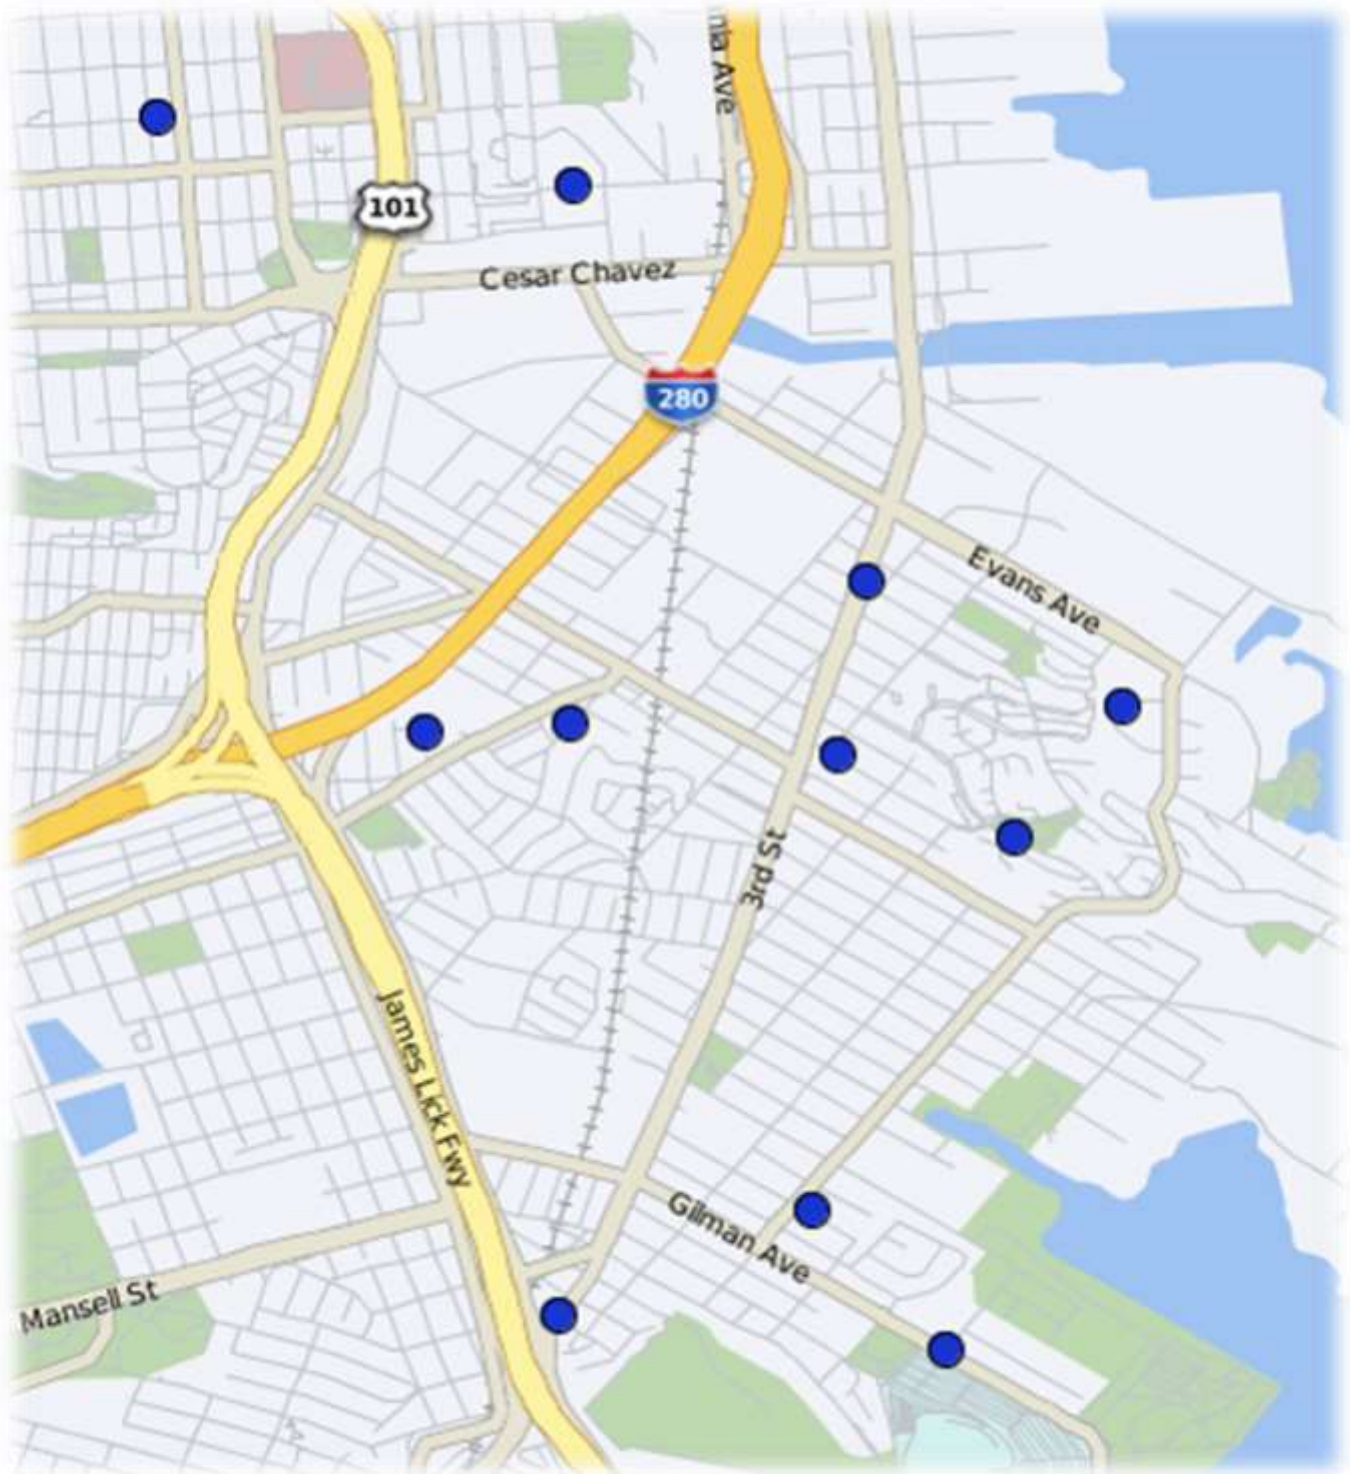 nia Ave
101
Cesar Chavez
280
Evans Ave
3rd St
James Lick Fwy
Gilman Ave
Mansell St